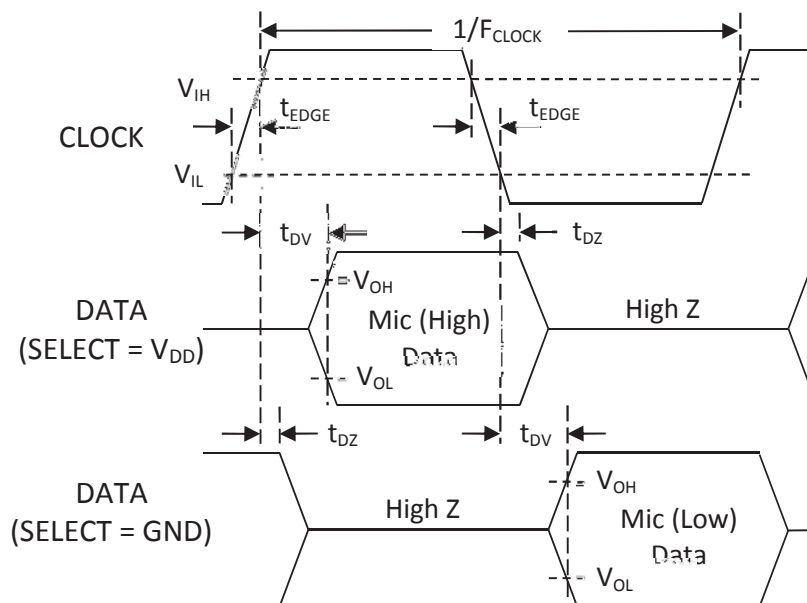 1/FCLOCK
VIH
tEDGE
tEDGE
CLOCK
VIL
tDV
tDZ
VOH
DATA
(SELECT = VDD)
Mic (High)
Data
High Z
VOL
tDZ
tDV
DATA
(SELECT = GND)
High Z
VOH
Mic (Low)
Data
VOL